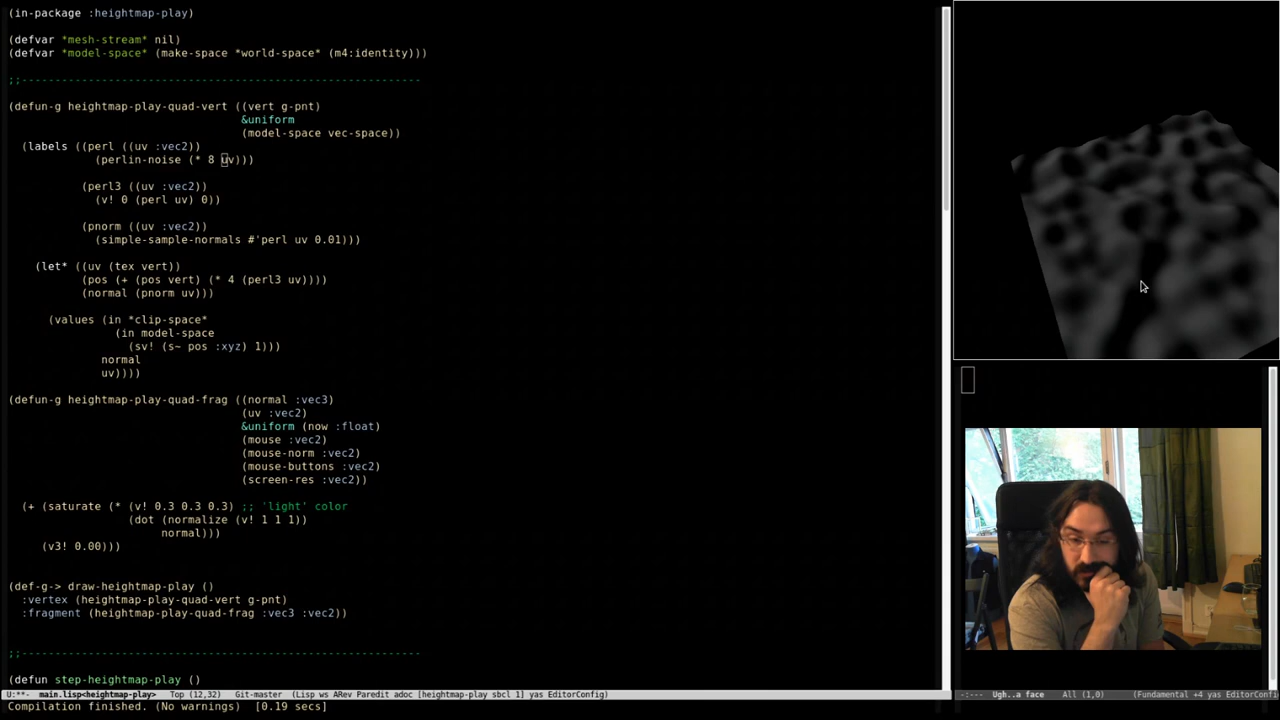 (in-package :heightmap-play)
(defvar *mesh-stream* nil)
(defvar *model-space* (make-space *world-space* (m4:identity)))
;;------------------------------------------------------------
(defun-g heightmap-play-quad-vert ((vert g-pnt)
&uniform
(model-space vec-space))
(labels ((perl ((uv :vec2))
(perlin-noise (* 8 uv)))
(perl3 ((uv :vec2))
(v! 0 (perl uv) 0))
(pnorm ((uv :vec2))
(simple-sample-normals #'perl uv 0.01)))
(let* ((uv (tex vert))
(pos (+ (pos vert) (* 4 (perl3 uv))))
(normal (pnorm uv)))
(values (in *clip-space*
(in model-space
(sv! (s~ pos :xyz) 1)))
normal
uv))))
(defun-g heightmap-play-quad-frag ((normal :vec3)
(uv :vec2)
&uniform (now :float)
(mouse :vec2)
(mouse-norm :vec2)
(mouse-buttons :vec2)
(screen-res :vec2))
(+ (saturate (* (v! 0.3 0.3 0.3) ;; 'light' color
(dot (normalize (v! 1 1 1))
normal)))
(v3! 0.00)))
(def-g-> draw-heightmap-play ()
:vertex (heightmap-play-quad-vert g-pnt)
:fragment (heightmap-play-quad-frag :vec3 :vec2))
;;------------------------------------------------------------
(defun step-heightmap-play ()
U:**- main.lisp<heightmap-play> Top (12,32) Git-master (Lisp ws ARev Paredit adoc [heightmap-play sbcl 1] yas EditorConfig)
-:--- Ugh..a face All (1,0) (Fundamental +4 yas EditorConfi
Compilation finished. (No warnings) [0.19 secs]